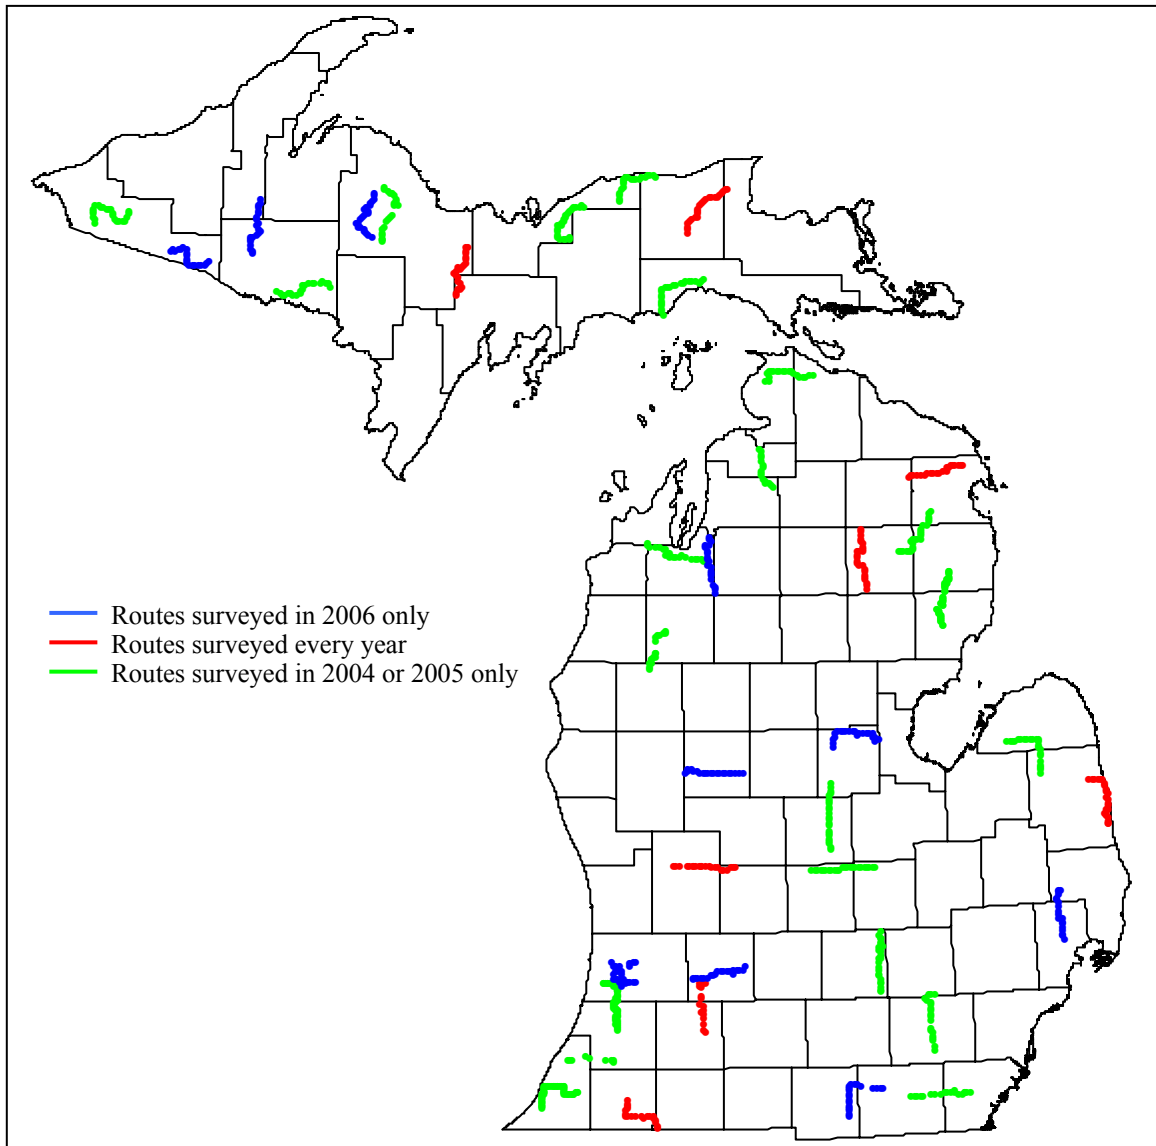 Routes surveyed in 2006 only
Routes surveyed every year
Routes surveyed in 2004 or 2005 only